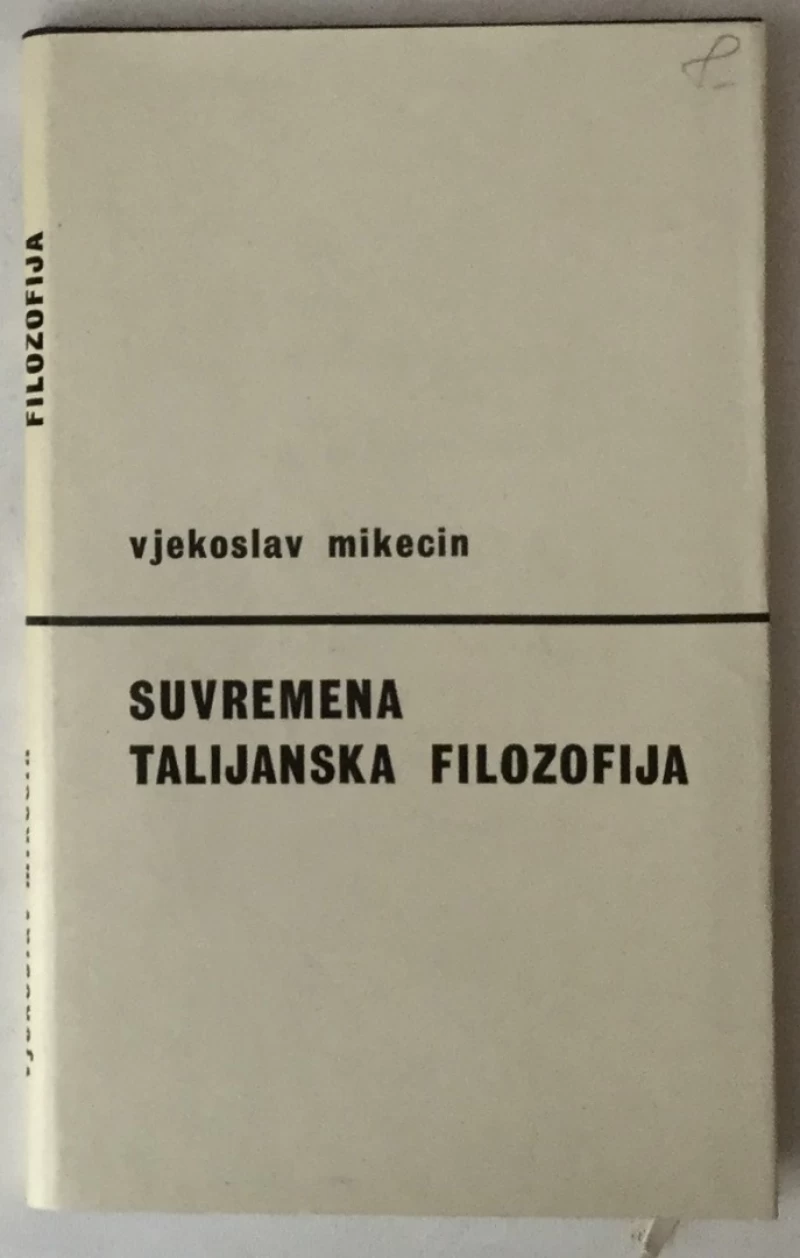 FILOZOFIJA
vjekoslav mikecin
SUVREMENA
TALIJANSKA FILOZOFIJA